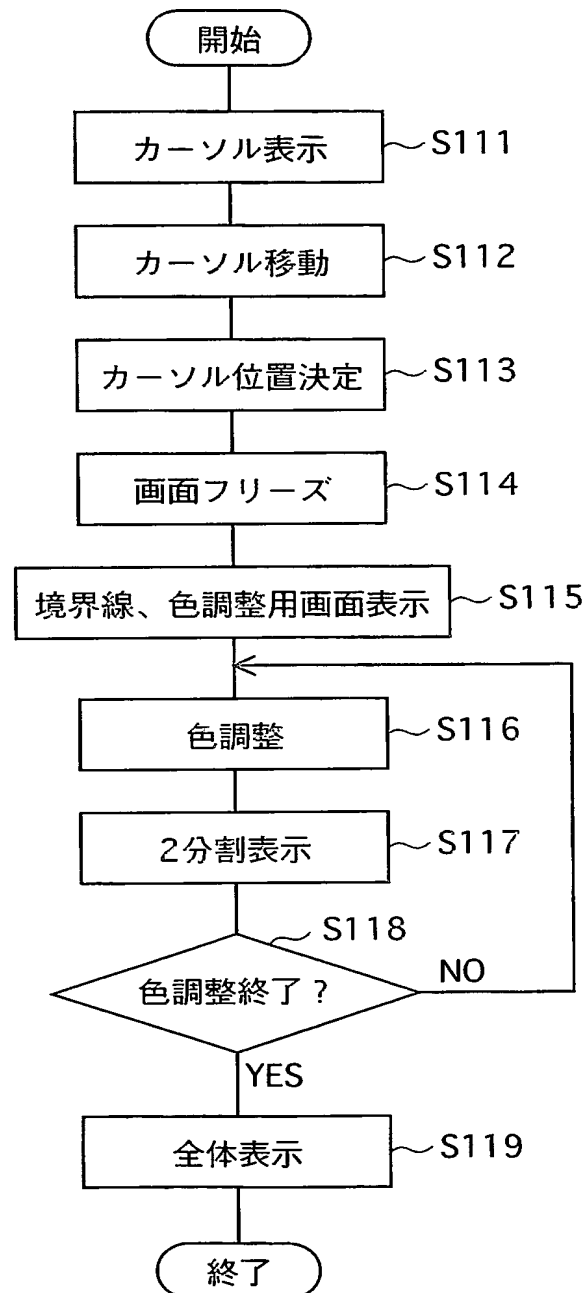 開始
カーソル表示
S111
カーソル移動
S112
カーソル位置決定
S113
画面フリーズ
S114
境界線、色調整用画面表示
S115
色調整
S116
2分割表示
S117
S118
色調整終了?
NO
YES
全体表示
S119
終了